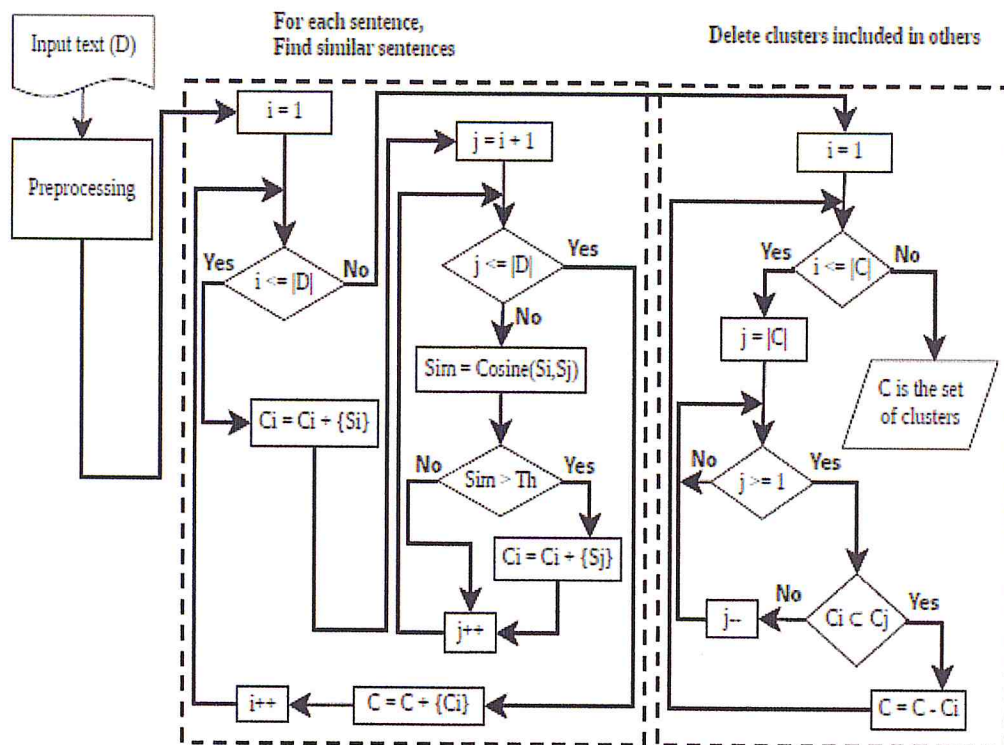 Input text (D)
Preprocessing
For each sentence,
Find similar sentences
i = 1
i <= |D|
Yes
No
Ci = Ci + {Si}
j = i + 1
j <= |D|
Yes
No
Sim = Cosine(Si,Sj)
Sim > Th
No
Yes
Ci = Ci + {Sj}
j++
C = C + {Ci}
i++
Delete clusters included in others
i = 1
i <= |C|
Yes
No
j = |C|
C is the set
of clusters
j >= 1
No
Yes
Ci ⊂ Cj
No
Yes
j--
C = C - Ci